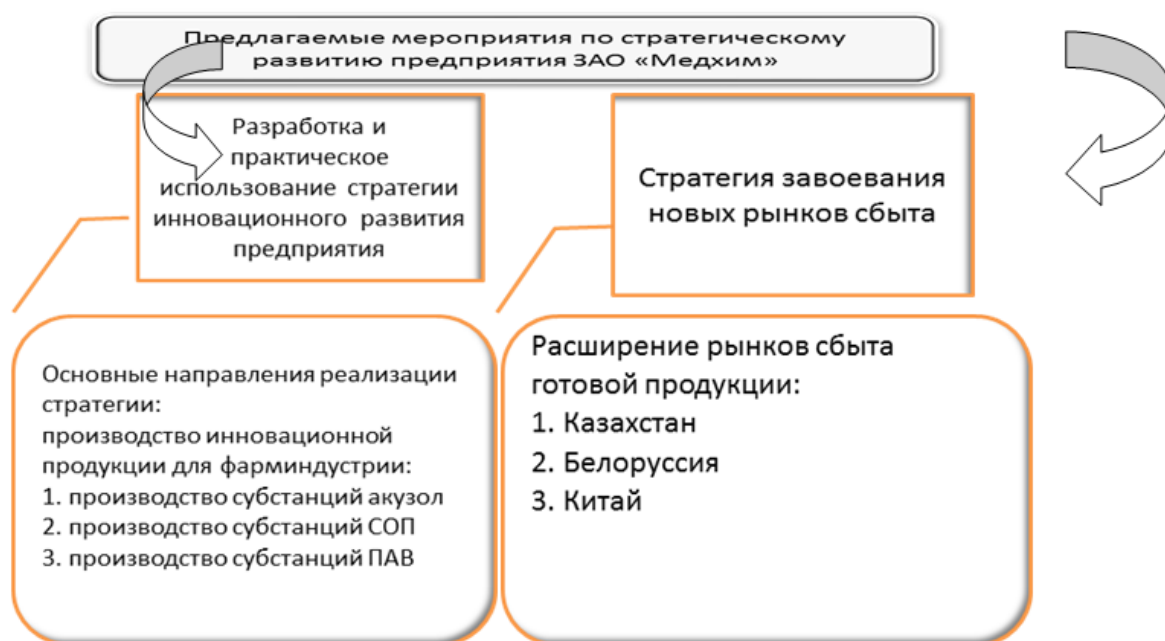 Предлагаемые мероприятия по стратегическому
развитию предприятия ЗАО «Медхим»
Разработка и
практическое
использование стратегии
инновационного развития
предприятия
Стратегия завоевания
новых рынков сбыта
Основные направления реализации
стратегии:
производство инновационной
продукции для фарминдустрии:
1. производство субстанций акузол
2. производство субстанций СОП
3. производство субстанций ПАВ
Расширение рынков сбыта
готовой продукции:
1. Казахстан
2. Белоруссия
3. Китай